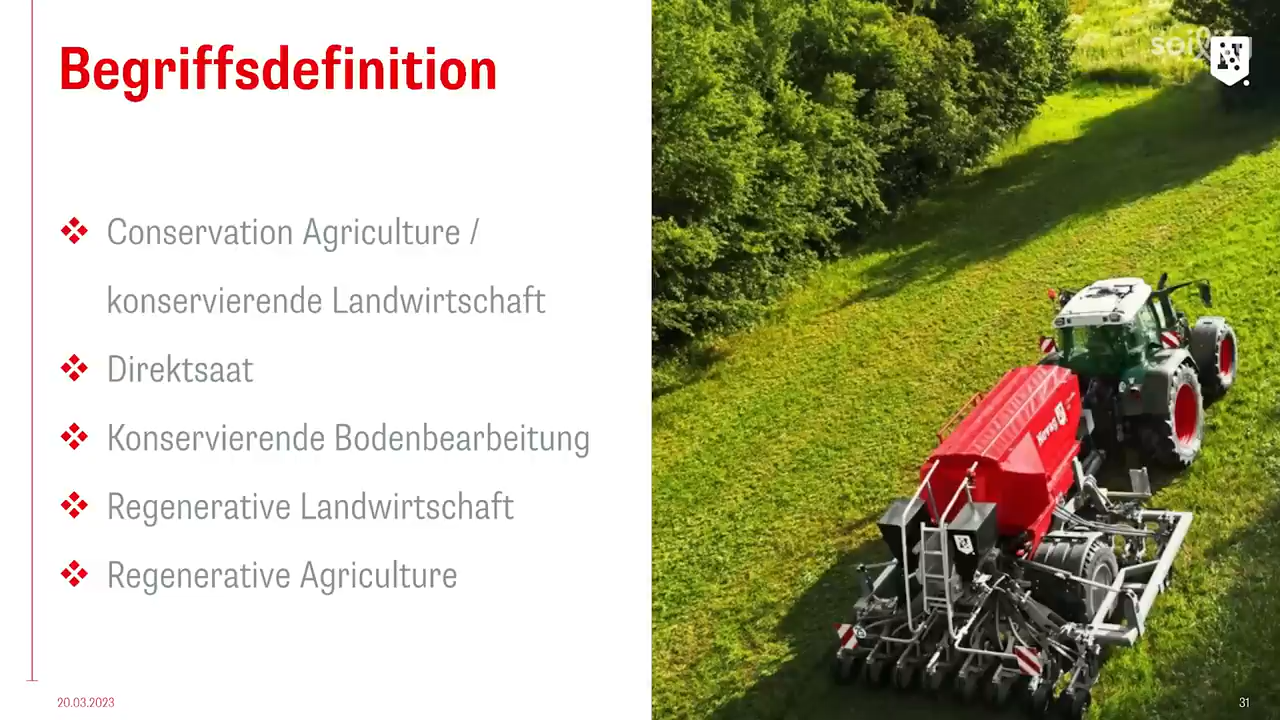 Begriffsdefinition
Conservation Agriculture /
konservierende Landwirtschaft
Direktsaat
Konservierende Bodenbearbeitung
Regenerative Landwirtschaft
Regenerative Agriculture
20.03.2023
31